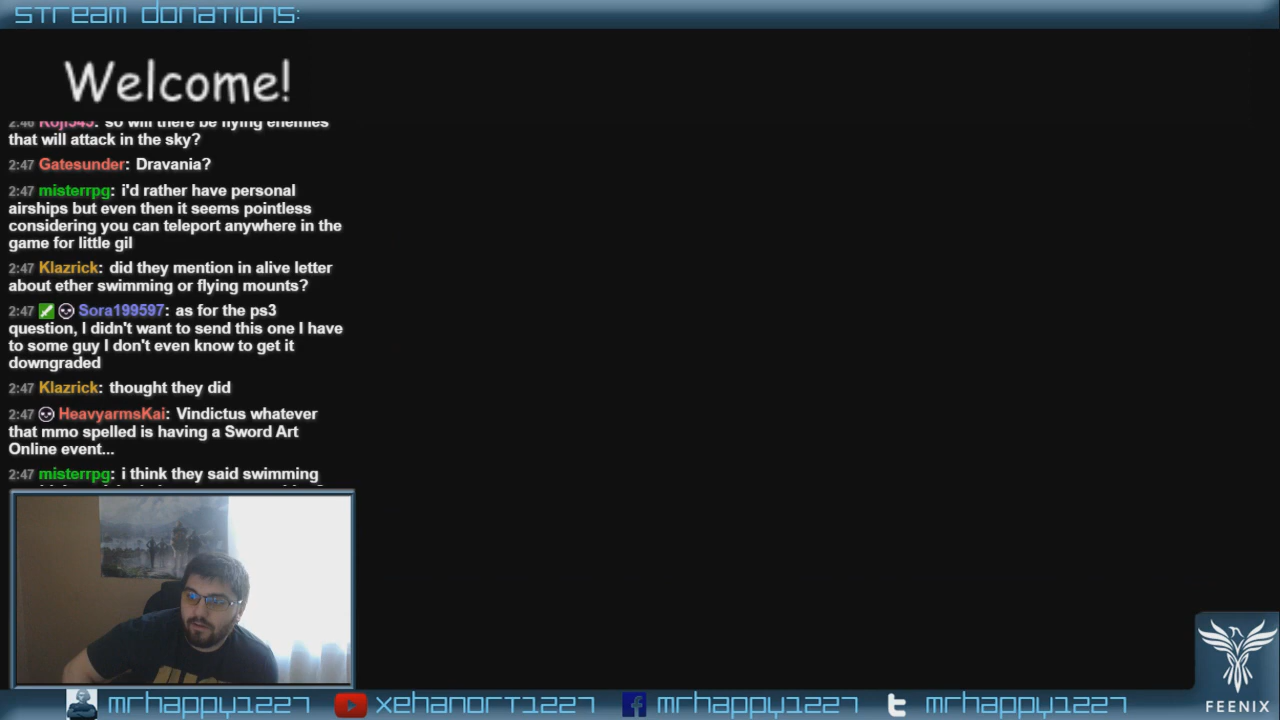 STREAM DONATIONS:
Welcome!
2:46 Koji343: so will there be flying enemies
that will attack in the sky?
2:47 Gatesunder: Dravania?
2:47 misterrpg: i'd rather have personal
airships but even then it seems pointless
considering you can teleport anywhere in the
game for little gil
2:47 Klazrick: did they mention in alive letter
about ether swimming or flying mounts?
2:47 Sora199597: as for the ps3
question, I didn't want to send this one I have
to some guy I don't even know to get it
downgraded
2:47 Klazrick: thought they did
2:47 HeavyarmsKai: Vindictus whatever
that mmo spelled is having a Sword Art
Online event...
2:47 misterrpg: i think they said swimming
mrhappy1227 xehanort1227 mrhappy1227 mrhappy1227
FEENIX